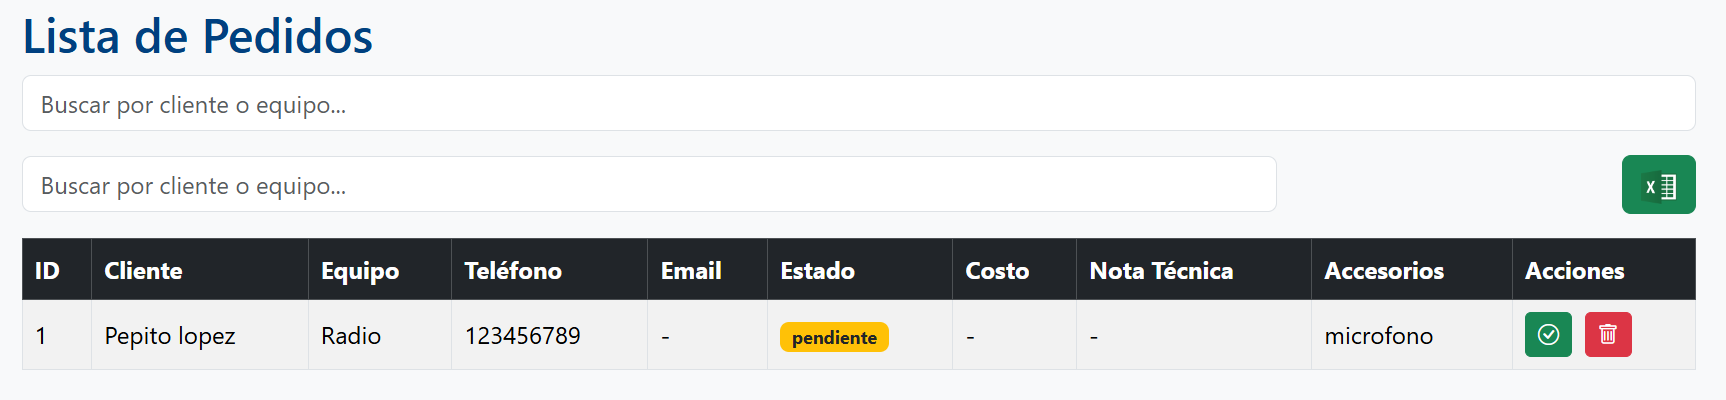 Lista de Pedidos
Buscar por cliente o equipo...
Buscar por cliente o equipo...
X
ID Cliente Equipo Teléfono Email Estado Costo Nota Técnica Accesorios Acciones
1 Pepito lopez Radio 123456789 - pendiente - - microfono